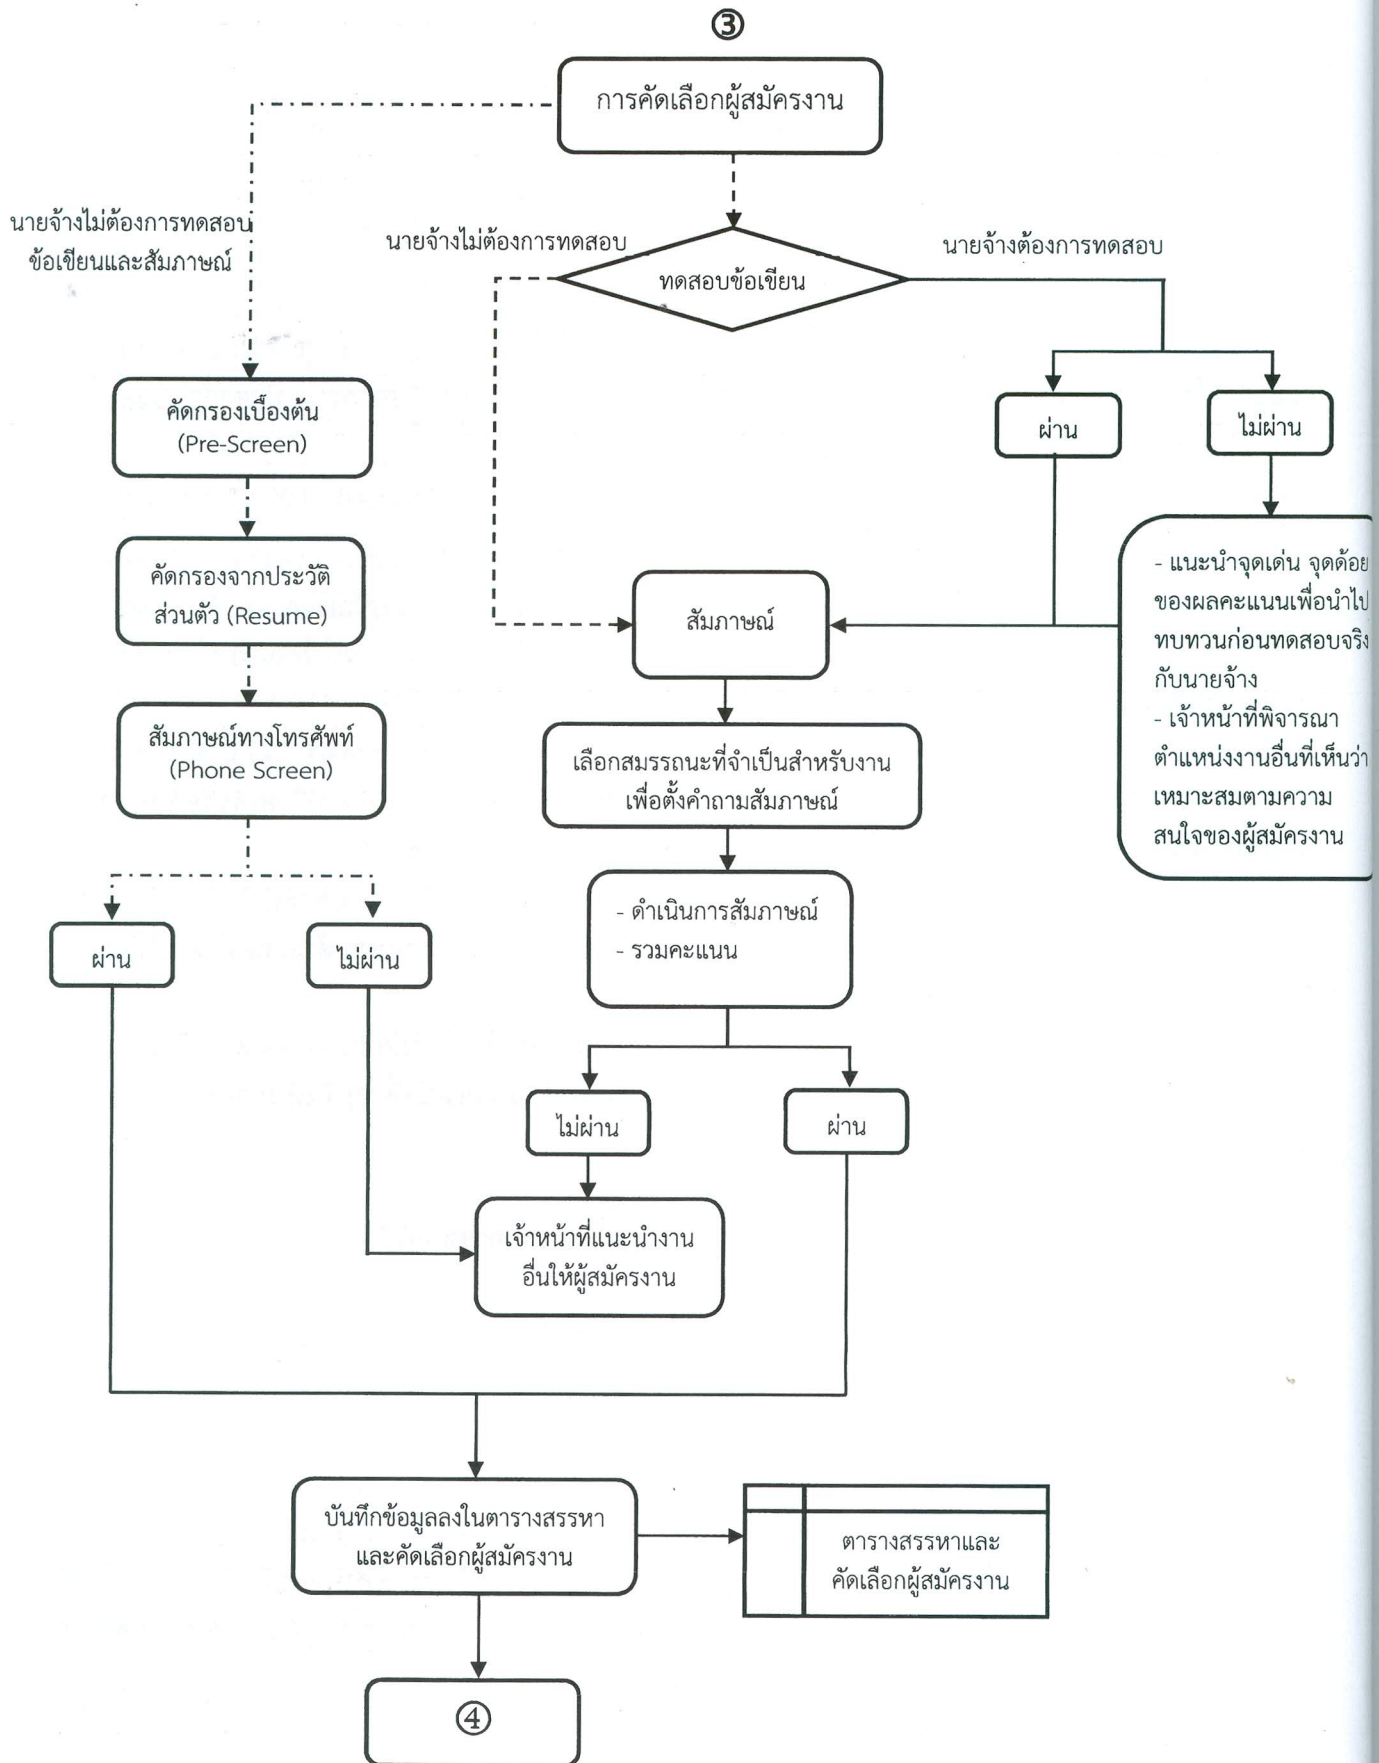 ③
การคัดเลือกผู้สมัครงาน
นายจ้างไม่ต้องการทดสอบ
ข้อเขียนและสัมภาษณ์
นายจ้างไม่ต้องการทดสอบ
นายจ้างต้องการทดสอบ
ทดสอบข้อเขียน
คัดกรองเบื้องต้น
(Pre-Screen)
ผ่าน
ไม่ผ่าน
คัดกรองจากประวัติ
ส่วนตัว (Resume)
สัมภาษณ์
- แนะนำจุดเด่น จุดด้อย
ของผลคะแนนเพื่อนำไป
ทบทวนก่อนทดสอบจริง
กับนายจ้าง
- เจ้าหน้าที่พิจารณา
ตำแหน่งงานอื่นที่เห็นว่า
เหมาะสมตามความ
สนใจของผู้สมัครงาน
สัมภาษณ์ทางโทรศัพท์
(Phone Screen)
เลือกสมรรถนะที่จำเป็นสำหรับงาน
เพื่อตั้งคำถามสัมภาษณ์
- ดำเนินการสัมภาษณ์
- รวมคะแนน
ผ่าน
ไม่ผ่าน
ไม่ผ่าน
ผ่าน
เจ้าหน้าที่แนะนำงาน
อื่นให้ผู้สมัครงาน
บันทึกข้อมูลลงในตารางสรรหา
และคัดเลือกผู้สมัครงาน
ตารางสรรหาและ
คัดเลือกผู้สมัครงาน
④